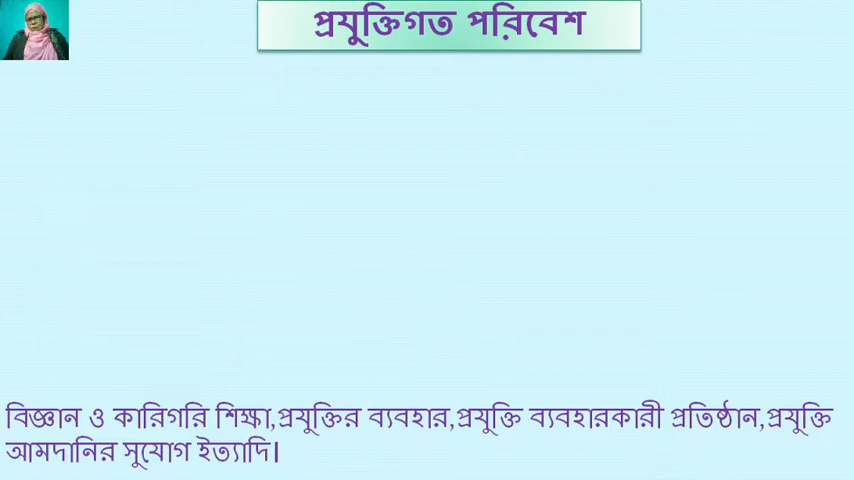 প্রযুক্তিগত পরিবেশ
বিজ্ঞান ও কারিগরি শিক্ষা,প্রযুক্তির ব্যবহার,প্রযুক্তি ব্যবহারকারী প্রতিষ্ঠান,প্রযুক্তি
আমদানির সুযোগ ইত্যাদি।